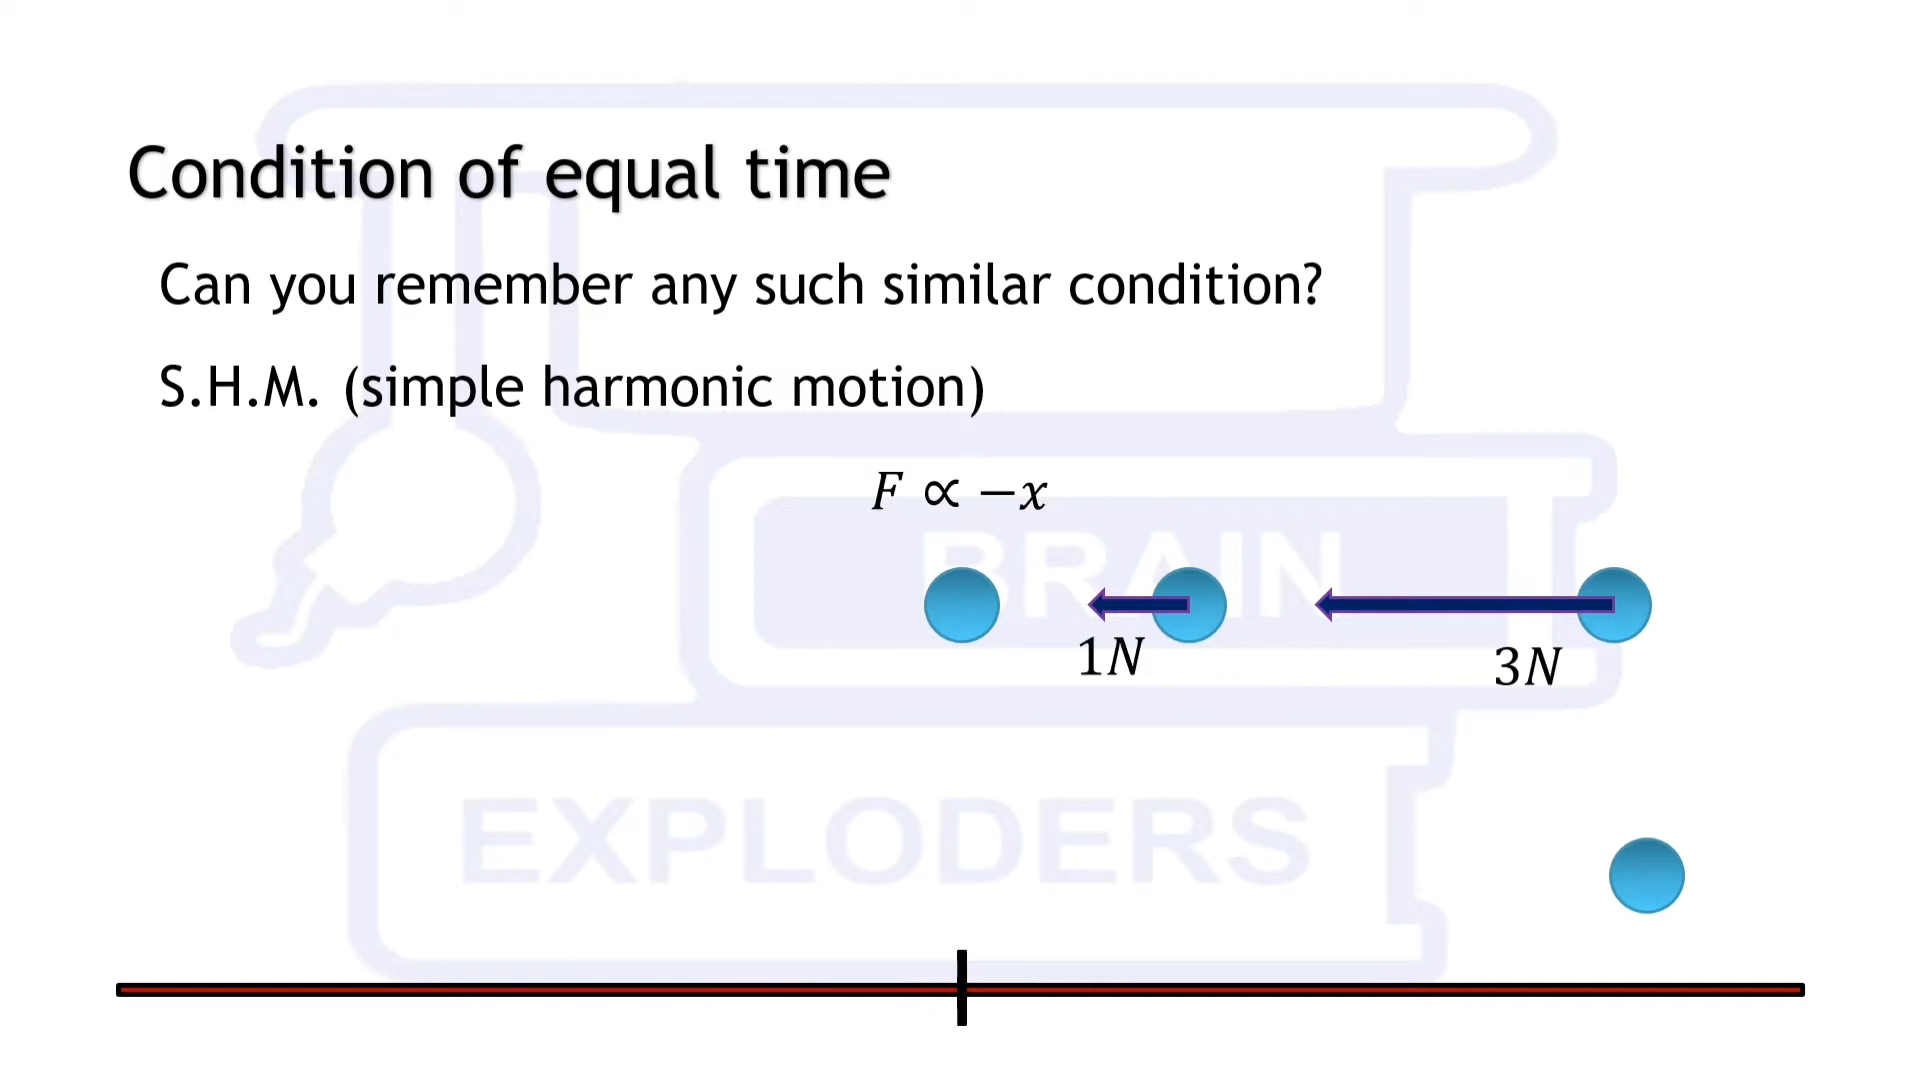 Condition of equal time
Can you remember any such similar condition?
S.H.M. (simple harmonic motion)
F ∝ −x
BRAIN
1N
3N
EXPLODERS